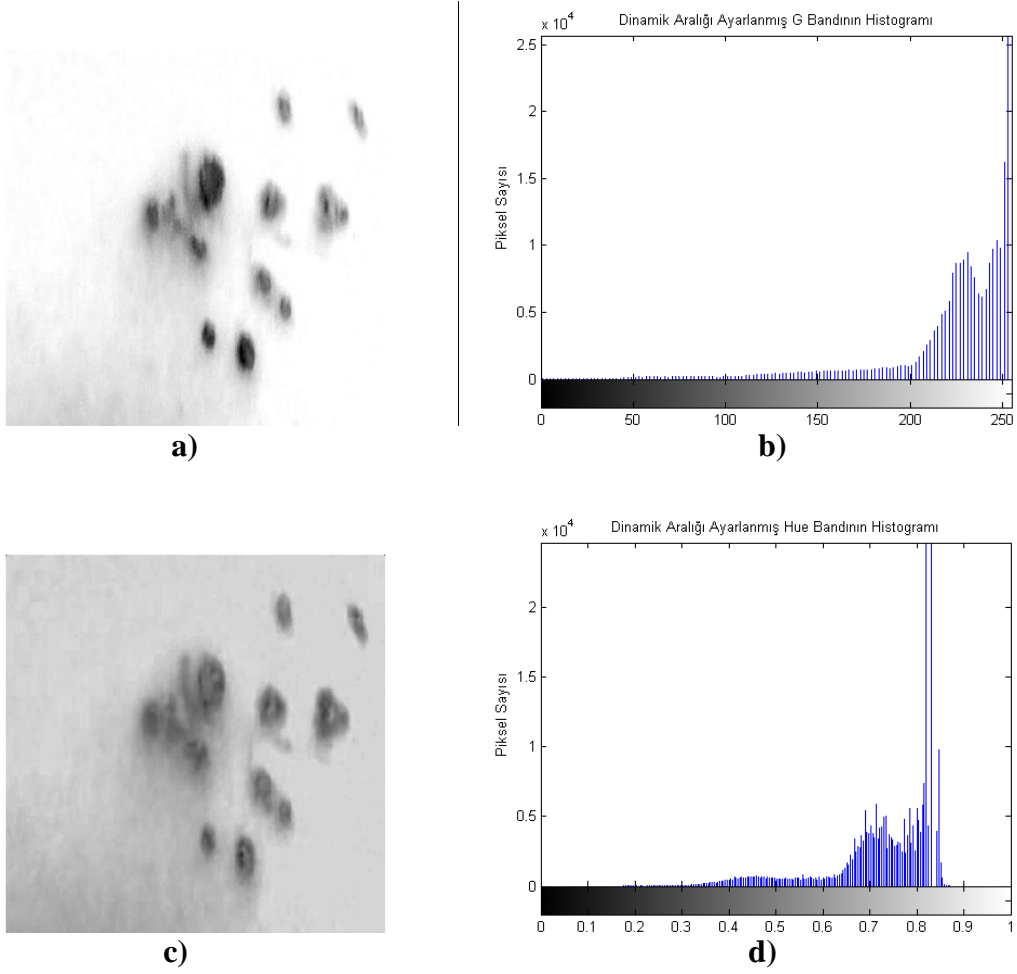 Dinamik Aralığı Ayarlanmış G Bandının Histogramı
x 10^4
2.5
2
1.5
1
0.5
0
Piksel Sayısı
0 50 100 150 200 250
a)
b)
Dinamik Aralığı Ayarlanmış Hue Bandının Histogramı
x 10^4
2
1.5
1
0.5
0
Piksel Sayısı
0 0.1 0.2 0.3 0.4 0.5 0.6 0.7 0.8 0.9 1
c)
d)